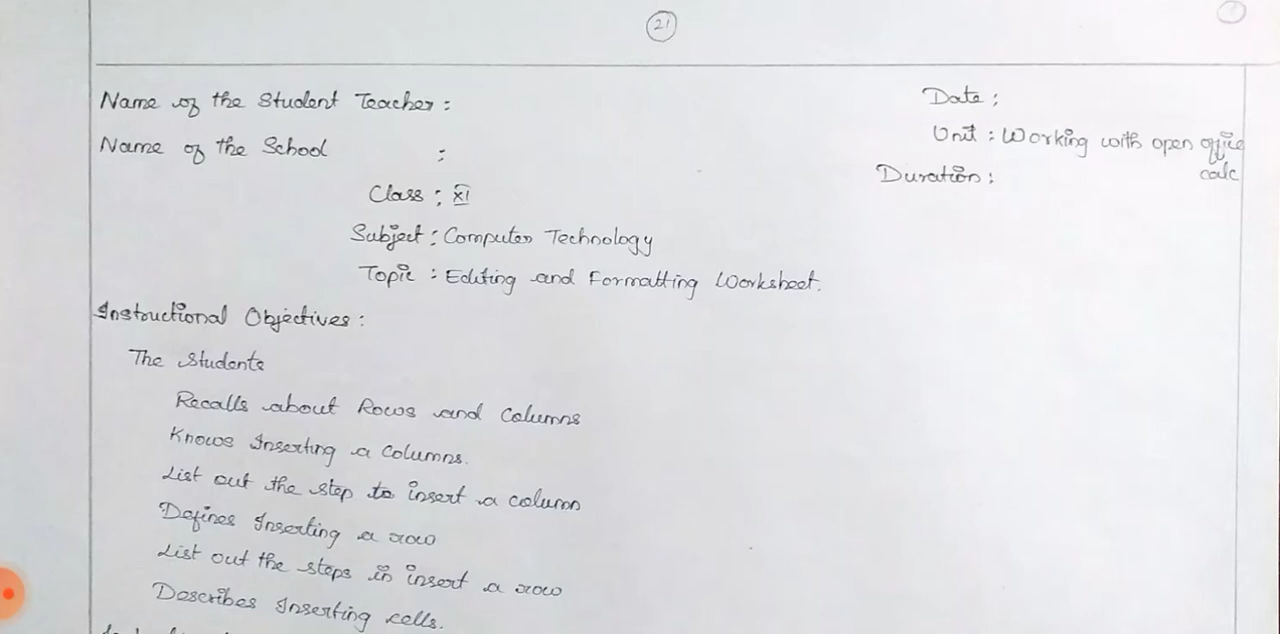 21
Name of the Student Teacher :
Date :
Name of the School :
Unit : Working with open office
calc
Duration :
Class : XI
Subject : Computer Technology
Topic : Editing and Formatting Worksheet.
Instructional Objectives :
The Students
Recalls about Rows and Columns
Knows Inserting a Columns.
List out the step to insert a column
Defines Inserting a row
List out the steps in insert a row
Describes Inserting cells.